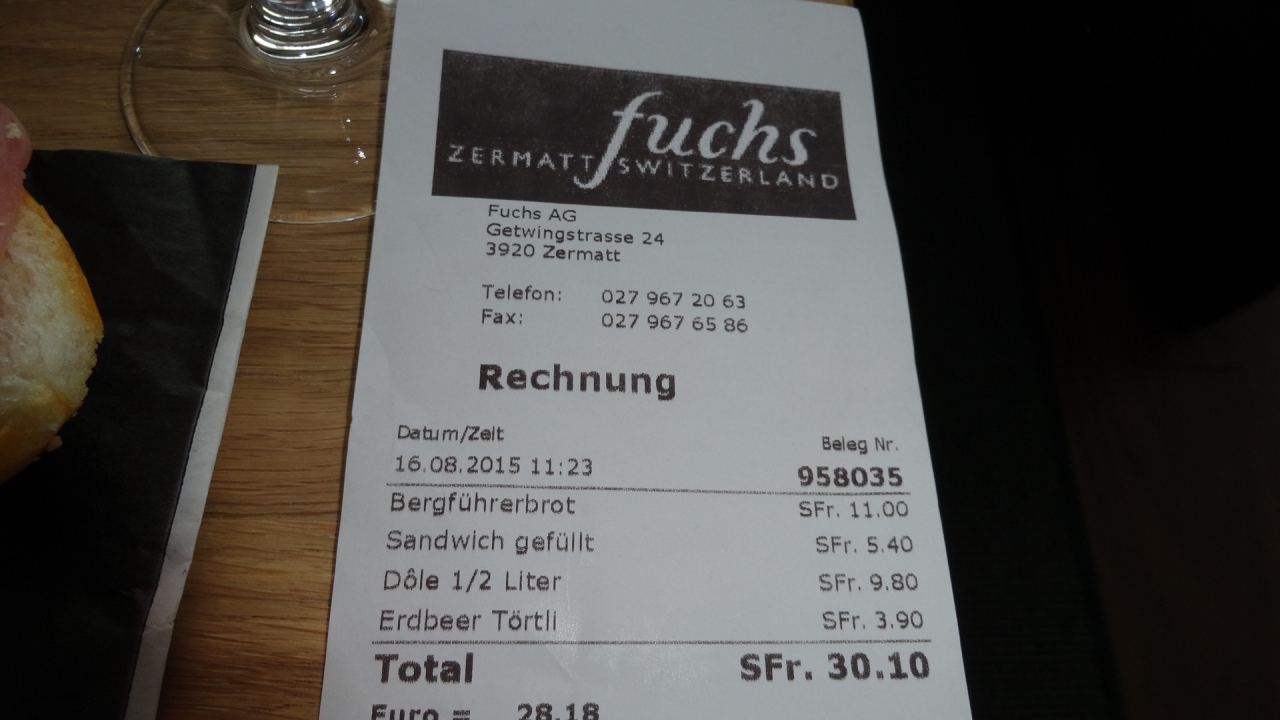 fuchs
ZERMATT SWITZERLAND
Fuchs AG
Getwingstrasse 24
3920 Zermatt
Telefon: 027 967 20 63
Fax: 027 967 65 86
Rechnung
Datum/Zeit Beleg Nr.
16.08.2015 11:23 958035
Bergführerbrot SFr. 11.00
Sandwich gefüllt SFr. 5.40
Dôle 1/2 Liter SFr. 9.80
Erdbeer Törtli SFr. 3.90
Total SFr. 30.10
Euro = 28.18